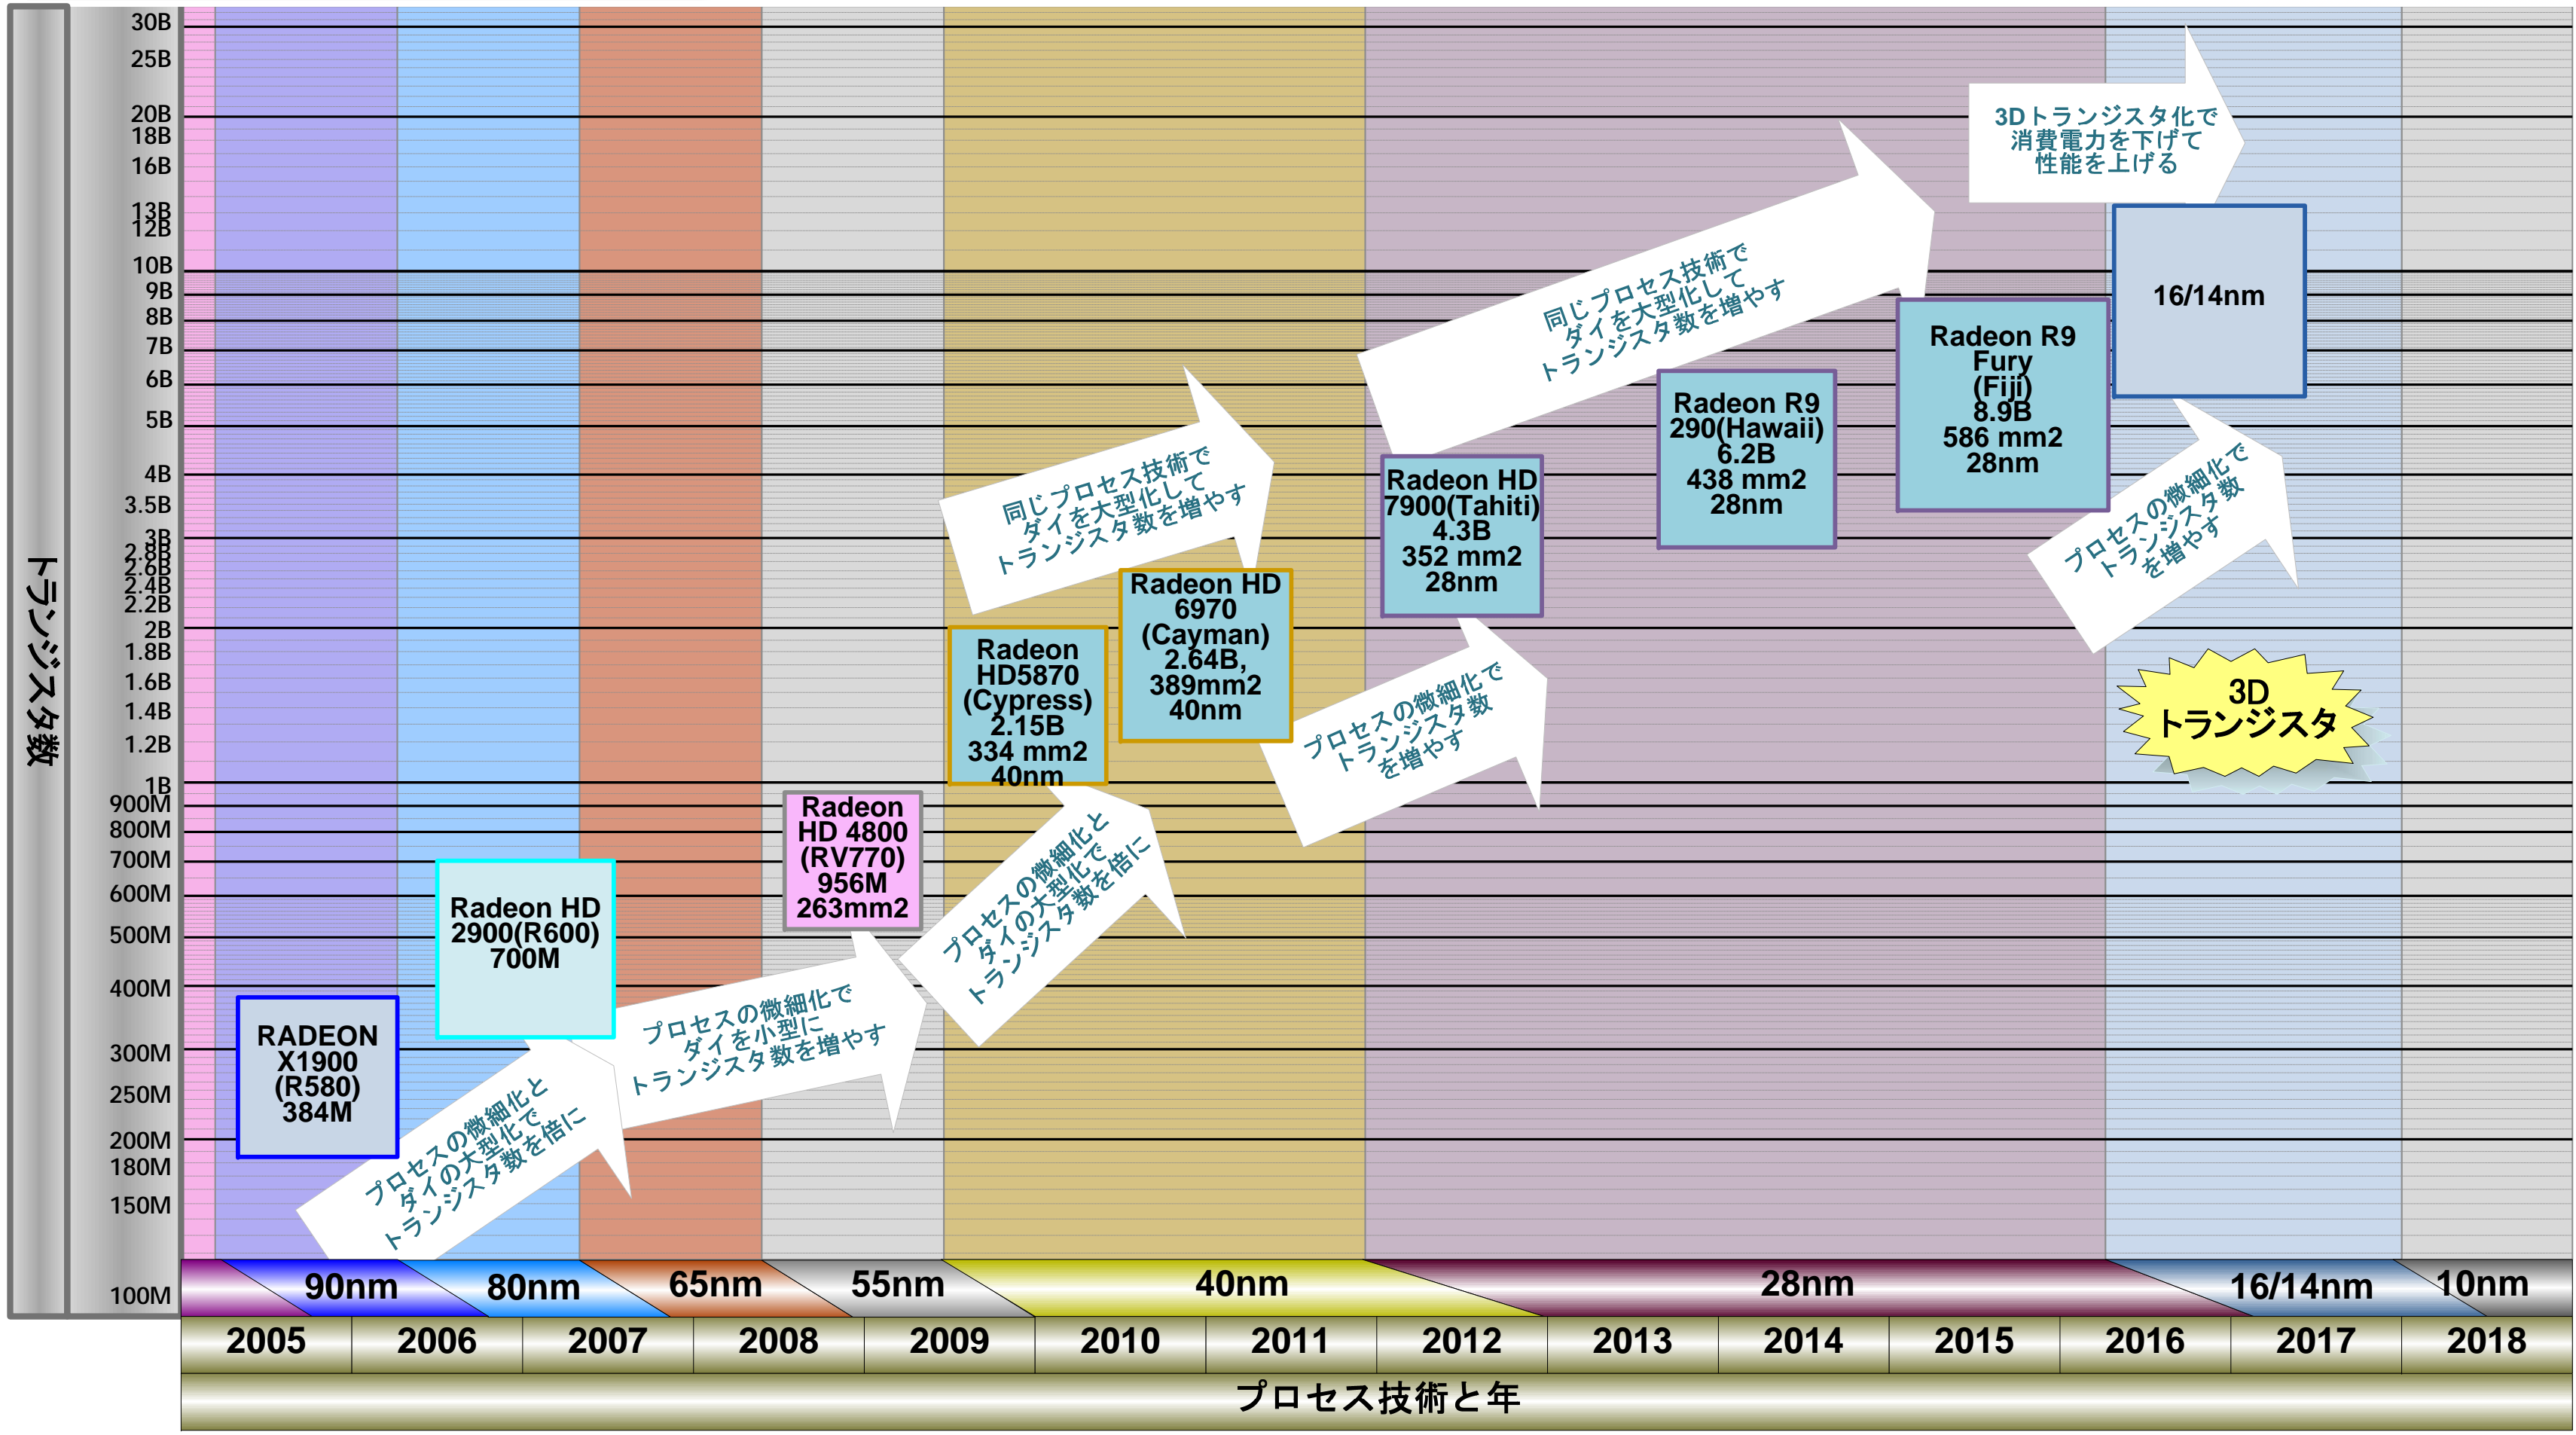 トランジスタ数
30B
25B
20B
18B
16B
13B
12B
10B
9B
8B
7B
6B
5B
4B
3.5B
3B
2.8B
2.6B
2.4B
2.2B
2B
1.8B
1.6B
1.4B
1.2B
1B
900M
800M
700M
600M
500M
400M
300M
250M
200M
180M
150M
100M
3Dトランジスタ化で
消費電力を下げて
性能を上げる
16/14nm
同じプロセス技術で
ダイを大型化して
トランジスタ数を増やす
Radeon R9
Fury
(Fiji)
8.9B
586 mm2
28nm
Radeon R9
290(Hawaii)
6.2B
438 mm2
28nm
プロセスの微細化で
トランジスタ数
を増やす
Radeon HD
7900(Tahiti)
4.3B
352 mm2
28nm
同じプロセス技術で
ダイを大型化して
トランジスタ数を増やす
Radeon HD
6970
(Cayman)
2.64B,
389mm2
40nm
Radeon
HD5870
(Cypress)
2.15B
334 mm2
40nm
プロセスの微細化で
トランジスタ数
を増やす
3D
トランジスタ
Radeon
HD 4800
(RV770)
956M
263mm2
プロセスの微細化と
ダイの大型化で
トランジスタ数を倍に
Radeon HD
2900(R600)
700M
プロセスの微細化で
ダイを小型に
トランジスタ数を増やす
RADEON
X1900
(R580)
384M
プロセスの微細化と
ダイの大型化で
トランジスタ数を倍に
90nm
80nm
65nm
55nm
40nm
28nm
16/14nm
10nm
2005
2006
2007
2008
2009
2010
2011
2012
2013
2014
2015
2016
2017
2018
プロセス技術と年